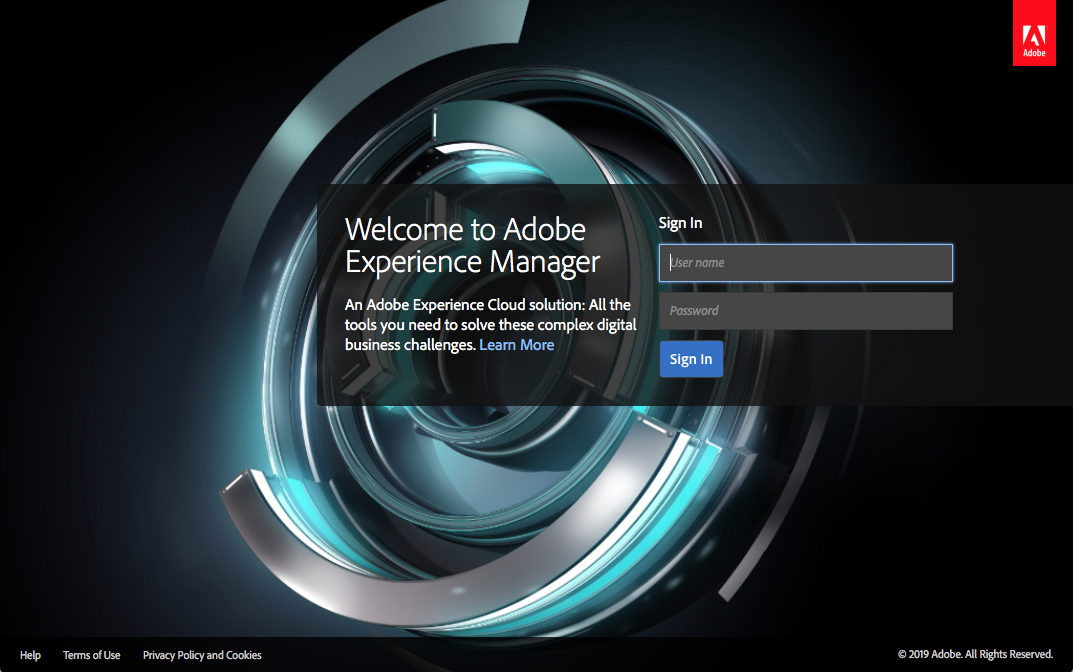 Adobe
Welcome to Adobe
Experience Manager
An Adobe Experience Cloud solution: All the
tools you need to solve these complex digital
business challenges. Learn More
Sign In
User name
Password
Sign In
Help
Terms of Use
Privacy Policy and Cookies
© 2019 Adobe. All Rights Reserved.